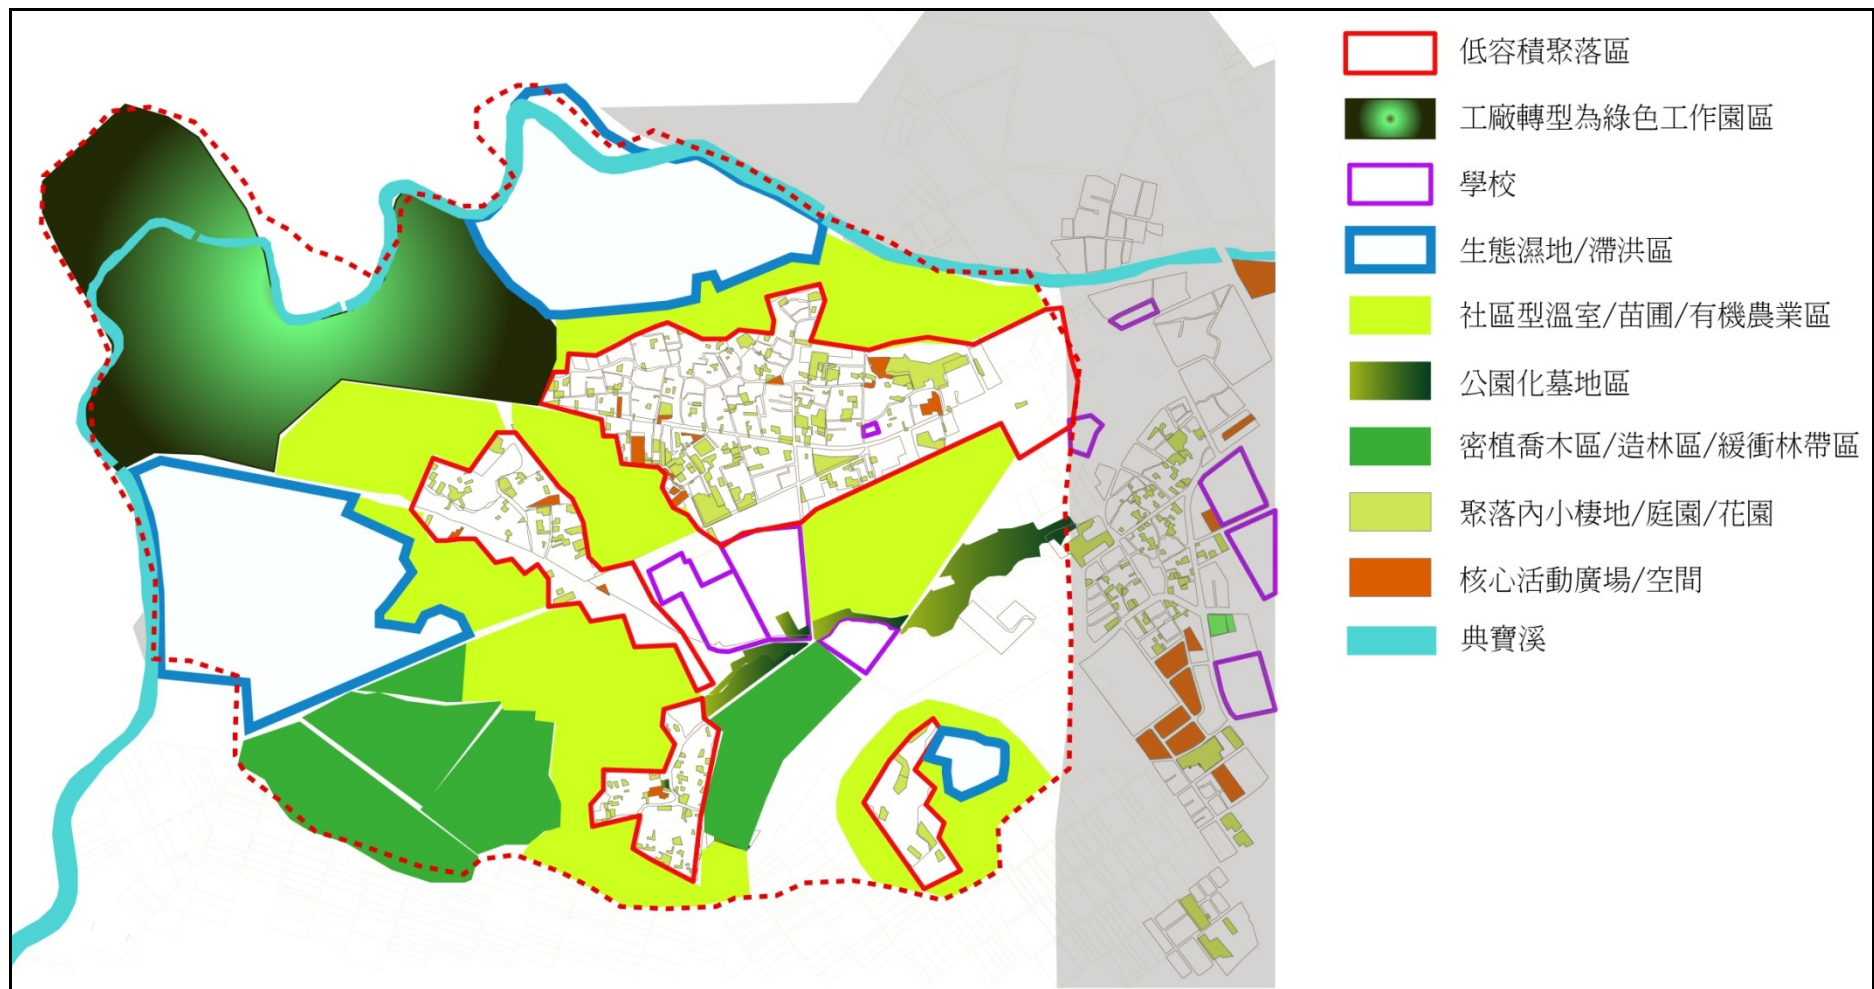 低容積聚落區
工廠轉型為綠色工作園區
學校
生態濕地/滯洪區
社區型溫室/苗圃/有機農業區
公園化墓地區
密植喬木區/造林區/緩衝林帶區
聚落內小棲地/庭園/花園
核心活動廣場/空間
典寶溪